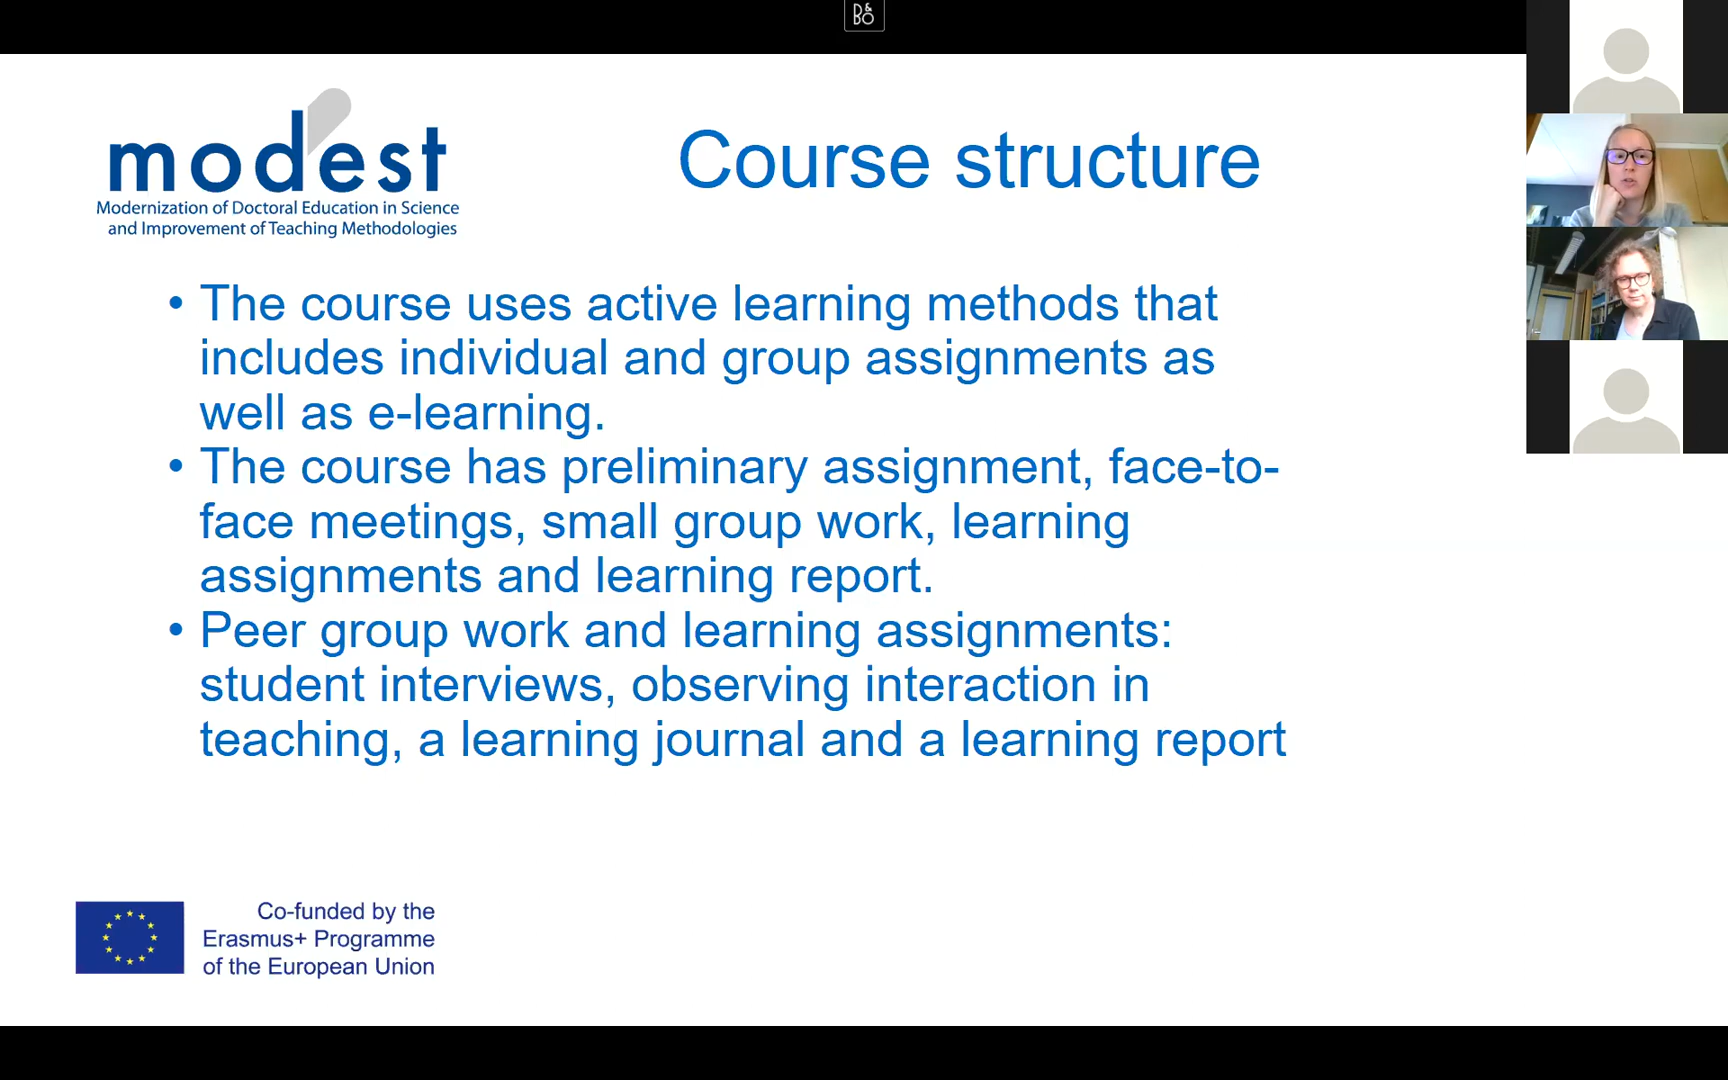 B&O
modest
Modernization of Doctoral Education in Science
and Improvement of Teaching Methodologies
Course structure
• The course uses active learning methods that
includes individual and group assignments as
well as e-learning.
• The course has preliminary assignment, face-to-
face meetings, small group work, learning
assignments and learning report.
• Peer group work and learning assignments:
student interviews, observing interaction in
teaching, a learning journal and a learning report
Co-funded by the
Erasmus+ Programme
of the European Union